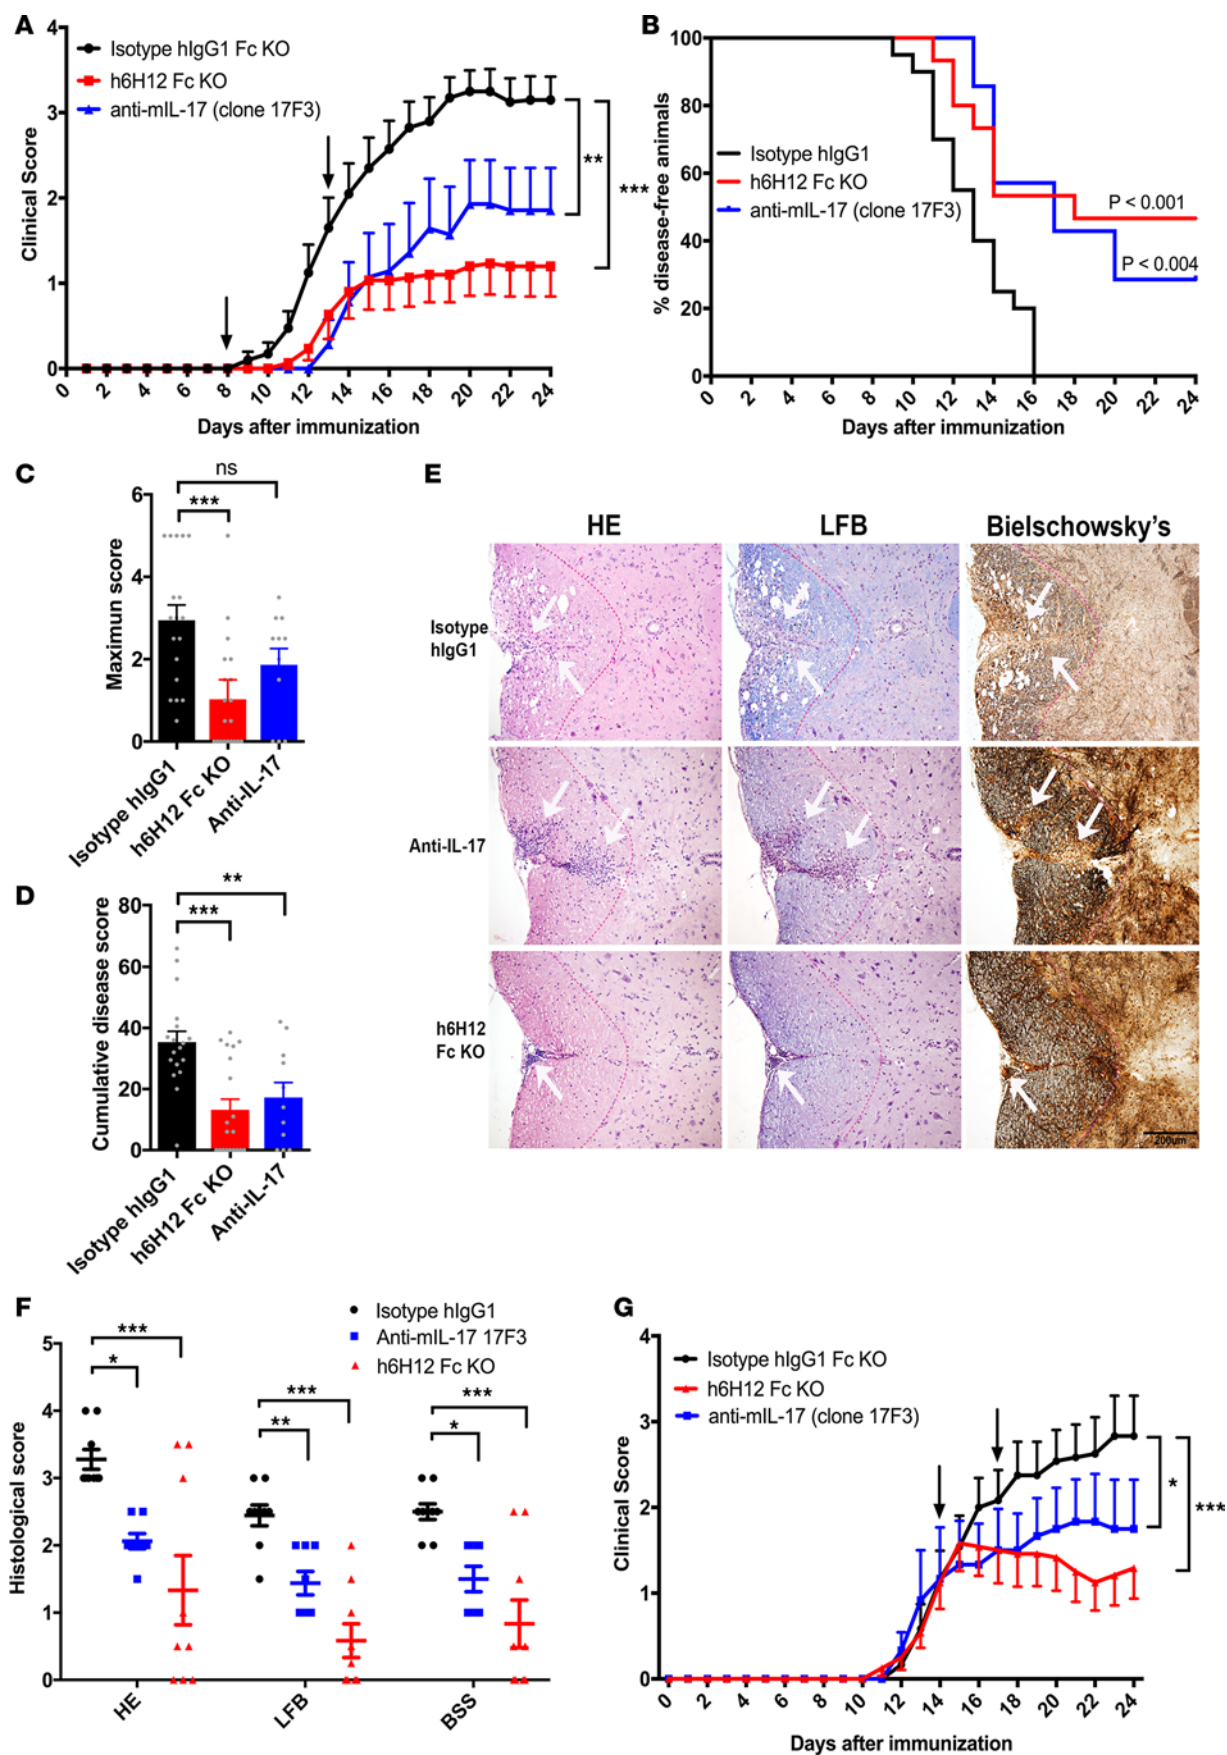 A
4
3
2
1
0
Clinical Score
Isotype hIgG1 Fc KO
h6H12 Fc KO
anti-mIL-17 (clone 17F3)
**
***
0 2 4 6 8 10 12 14 16 18 20 22 24
Days after immunization
B
100
80
60
40
20
0
% disease-free animals
Isotype hIgG1
h6H12 Fc KO
anti-mIL-17 (clone 17F3)
P < 0.001
P < 0.004
0 2 4 6 8 10 12 14 16 18 20 22 24
Days after immunization
C
ns
***
6
4
2
0
Maximun score
Isotype hIgG1
h6H12 Fc KO
Anti-IL-17
D
**
***
80
60
40
20
0
Cumulative disease score
Isotype hIgG1
h6H12 Fc KO
Anti-IL-17
E
HE LFB Bielschowsky's
Isotype
hIgG1
Anti-IL-17
h6H12
Fc KO
200um
F
Isotype hIgG1
Anti-mIL-17 17F3
h6H12 Fc KO
5
4
3
2
1
0
Histological score
***
*
***
**
***
*
HE LFB BSS
G
4
3
2
1
0
Clinical Score
Isotype hIgG1 Fc KO
h6H12 Fc KO
anti-mIL-17 (clone 17F3)
*
***
0 2 4 6 8 10 12 14 16 18 20 22 24
Days after immunization